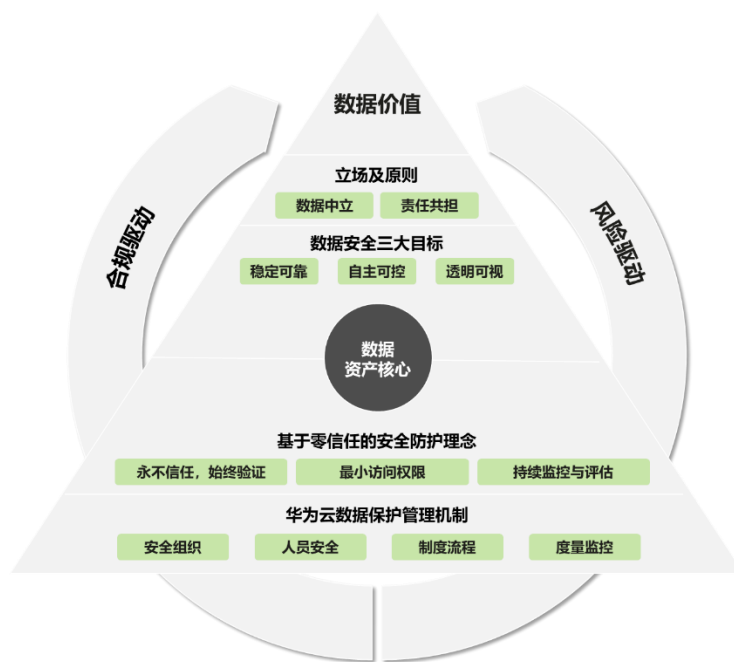 数据价值
立场及原则
数据中立
责任共担
合规驱动
风险驱动
数据安全三大目标
稳定可靠
自主可控
透明可视
数据
资产核心
基于零信任的安全防护理念
永不信任，始终验证
最小访问权限
持续监控与评估
华为云数据保护管理机制
安全组织
人员安全
制度流程
度量监控